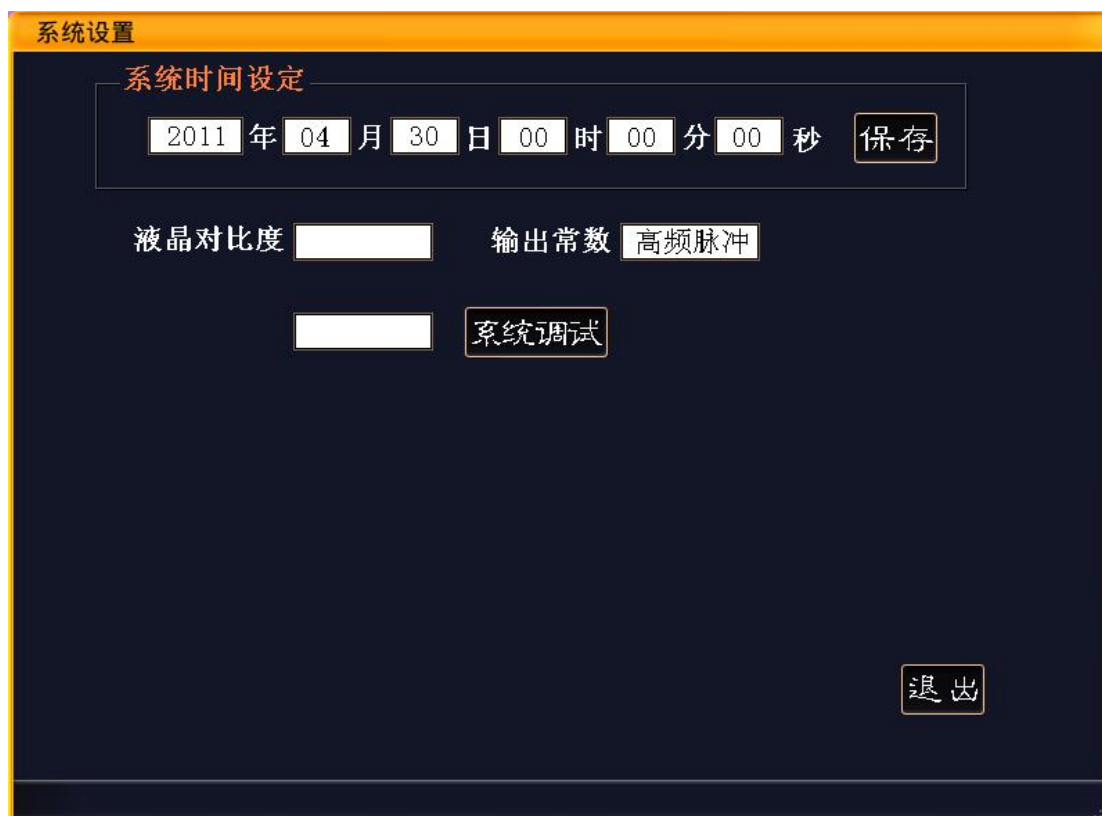 系统设置
系统时间设定
2011 年 04 月 30 日 00 时 00 分 00 秒 保存
液晶对比度 输出常数 高频脉冲
系统调试
退出